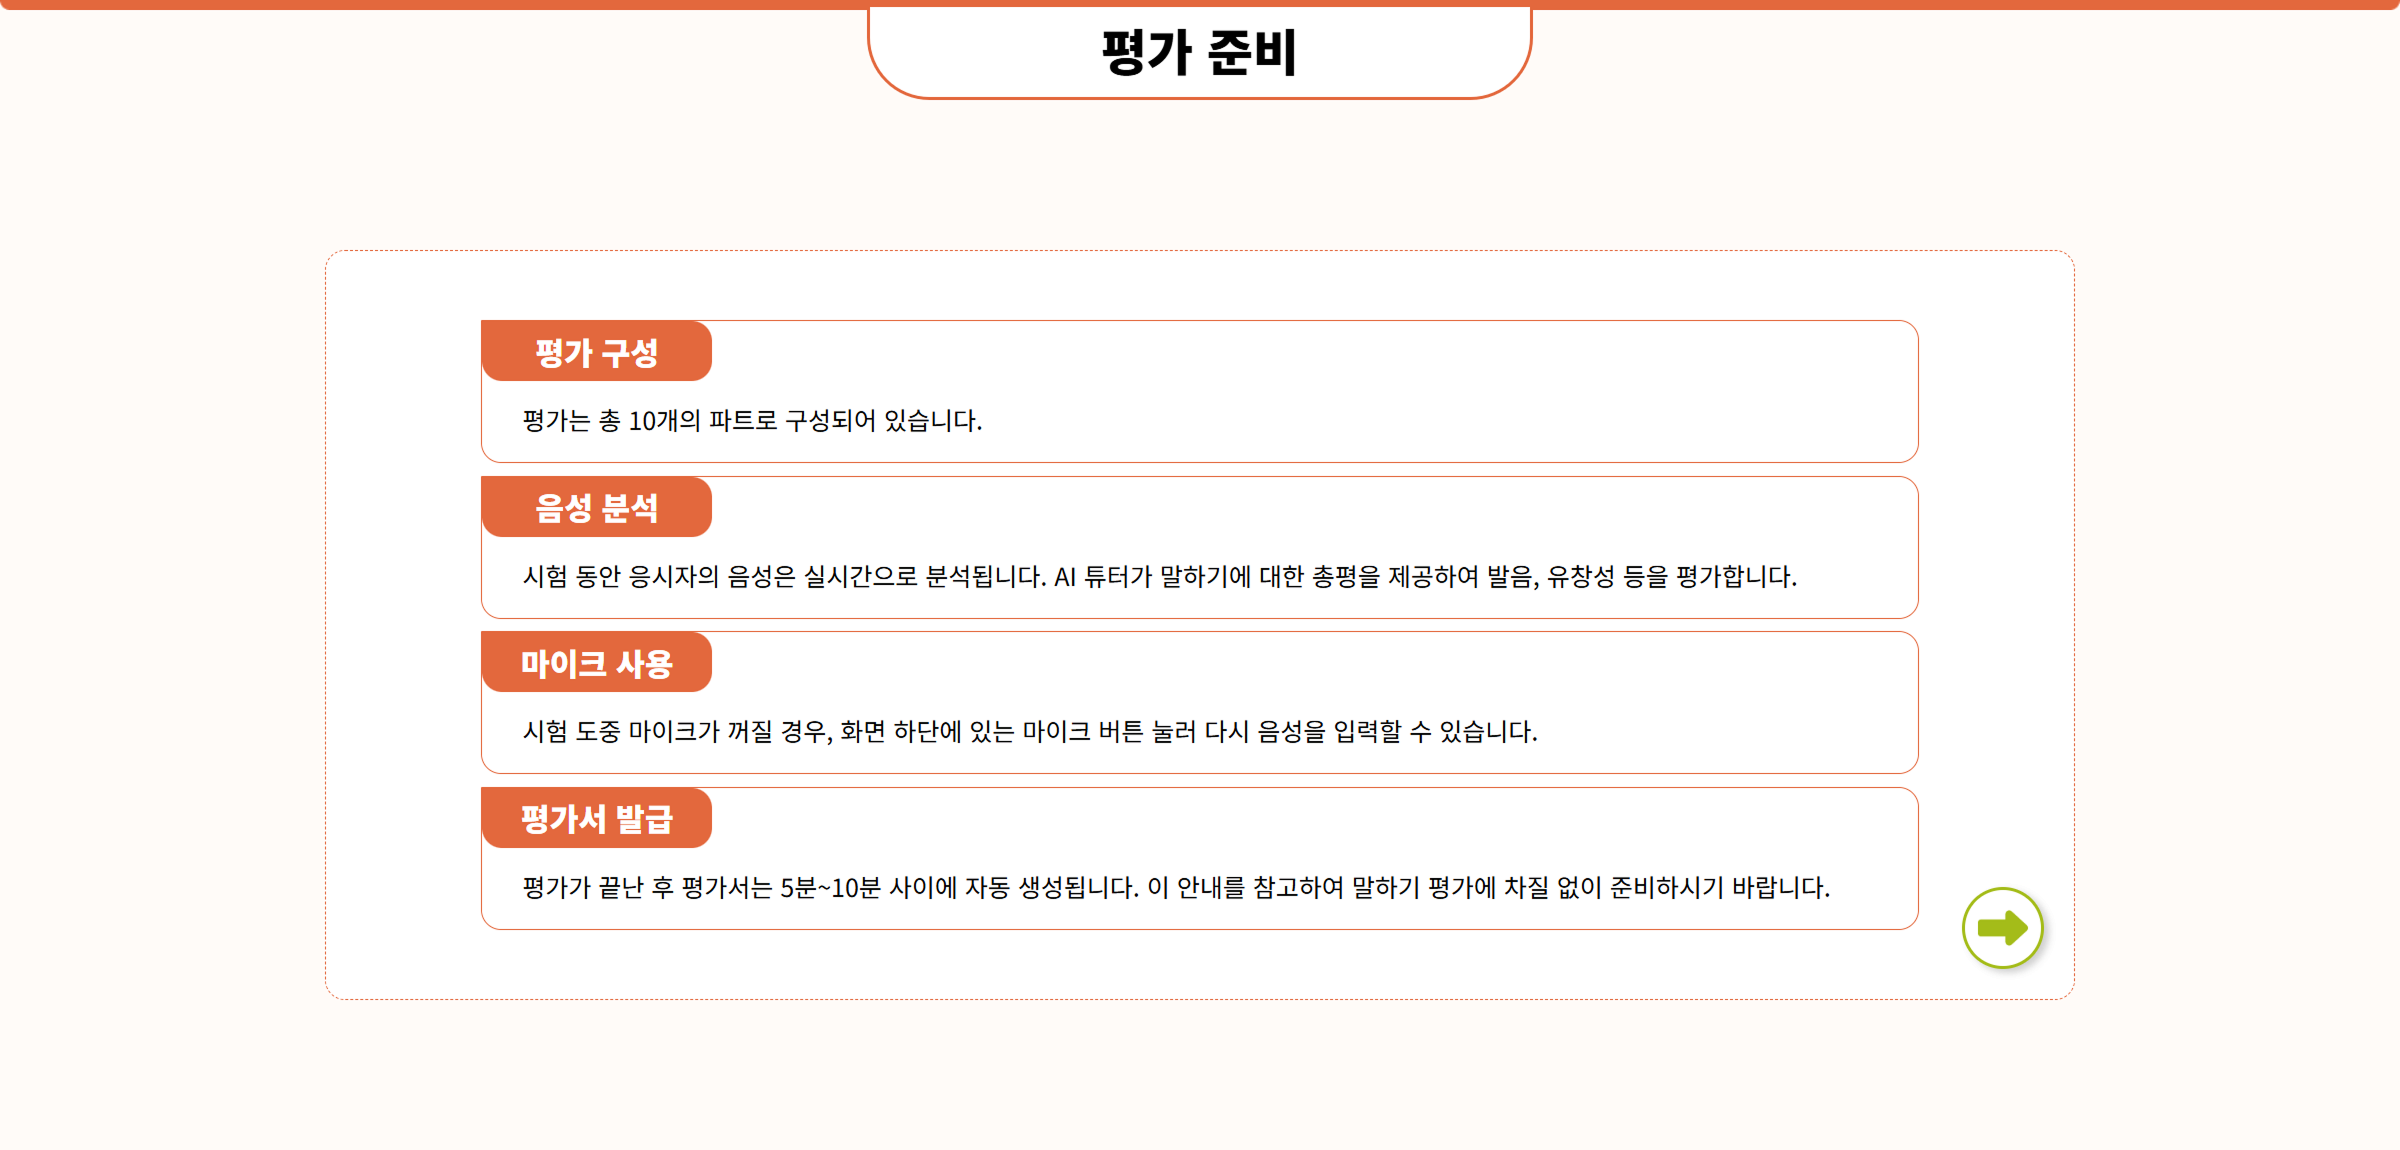 평가 준비
평가 구성
평가는 총 10개의 파트로 구성되어 있습니다.
음성 분석
시험 동안 응시자의 음성은 실시간으로 분석됩니다. AI 튜터가 말하기에 대한 총평을 제공하여 발음, 유창성 등을 평가합니다.
마이크 사용
시험 도중 마이크가 꺼질 경우, 화면 하단에 있는 마이크 버튼 눌러 다시 음성을 입력할 수 있습니다.
평가서 발급
평가가 끝난 후 평가서는 5분~10분 사이에 자동 생성됩니다. 이 안내를 참고하여 말하기 평가에 차질 없이 준비하시기 바랍니다.